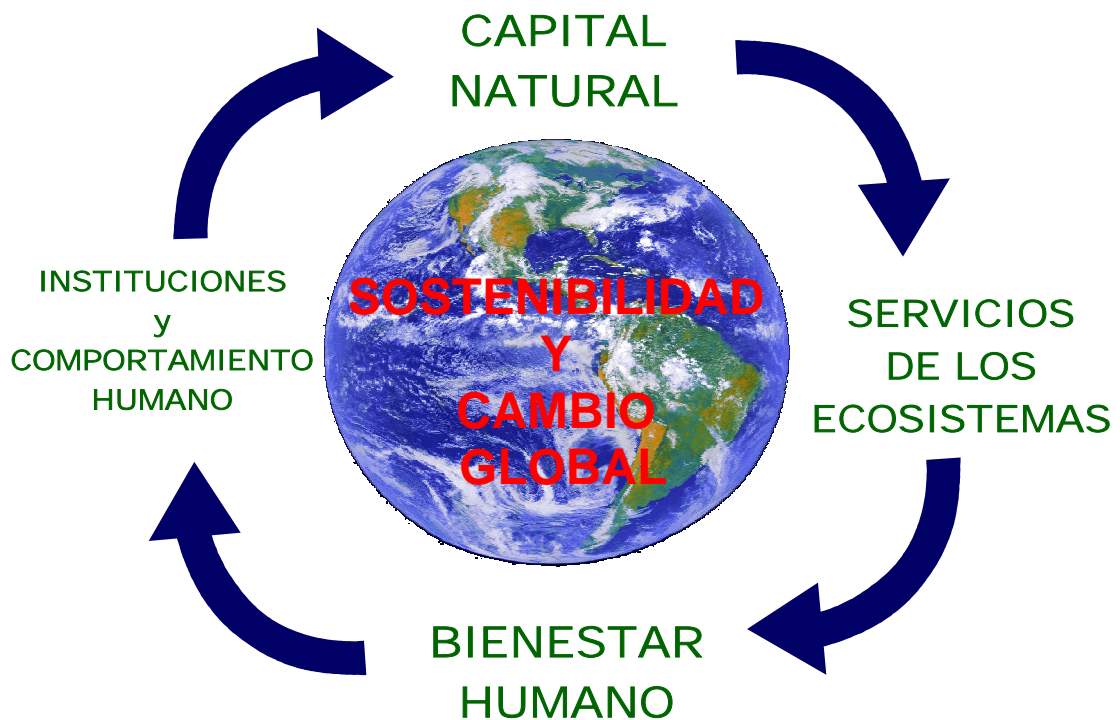 CAPITAL
NATURAL
SERVICIOS
DE LOS
ECOSISTEMAS
BIENESTAR
HUMANO
INSTITUCIONES
y
COMPORTAMIENTO
HUMANO
SOSTENIBILIDAD
Y
CAMBIO
GLOBAL